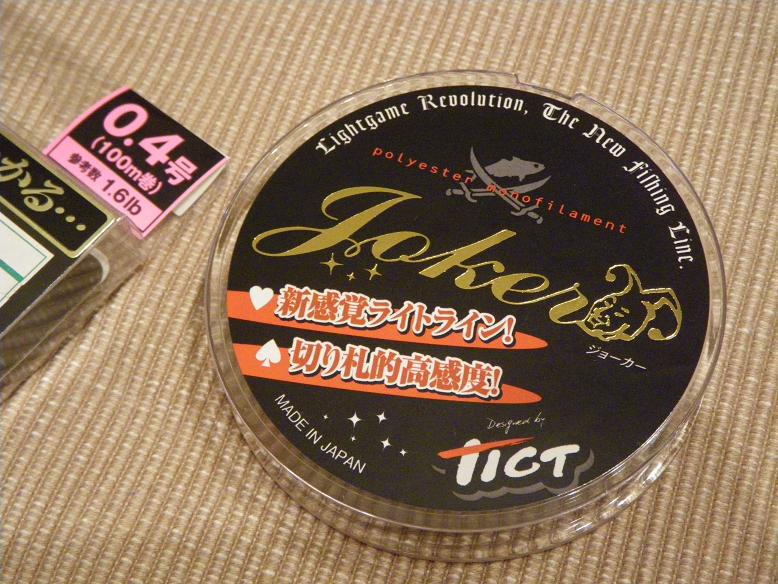 0.4号
(100m巻)
参考数 1.6lb
かる…
Lightgame Revolution, The New Fishing Line.
polyester monofilament
Joker
ジョーカー
新感覚ライトライン!
切り札的高感度!
MADE IN JAPAN
Designed by
TICT